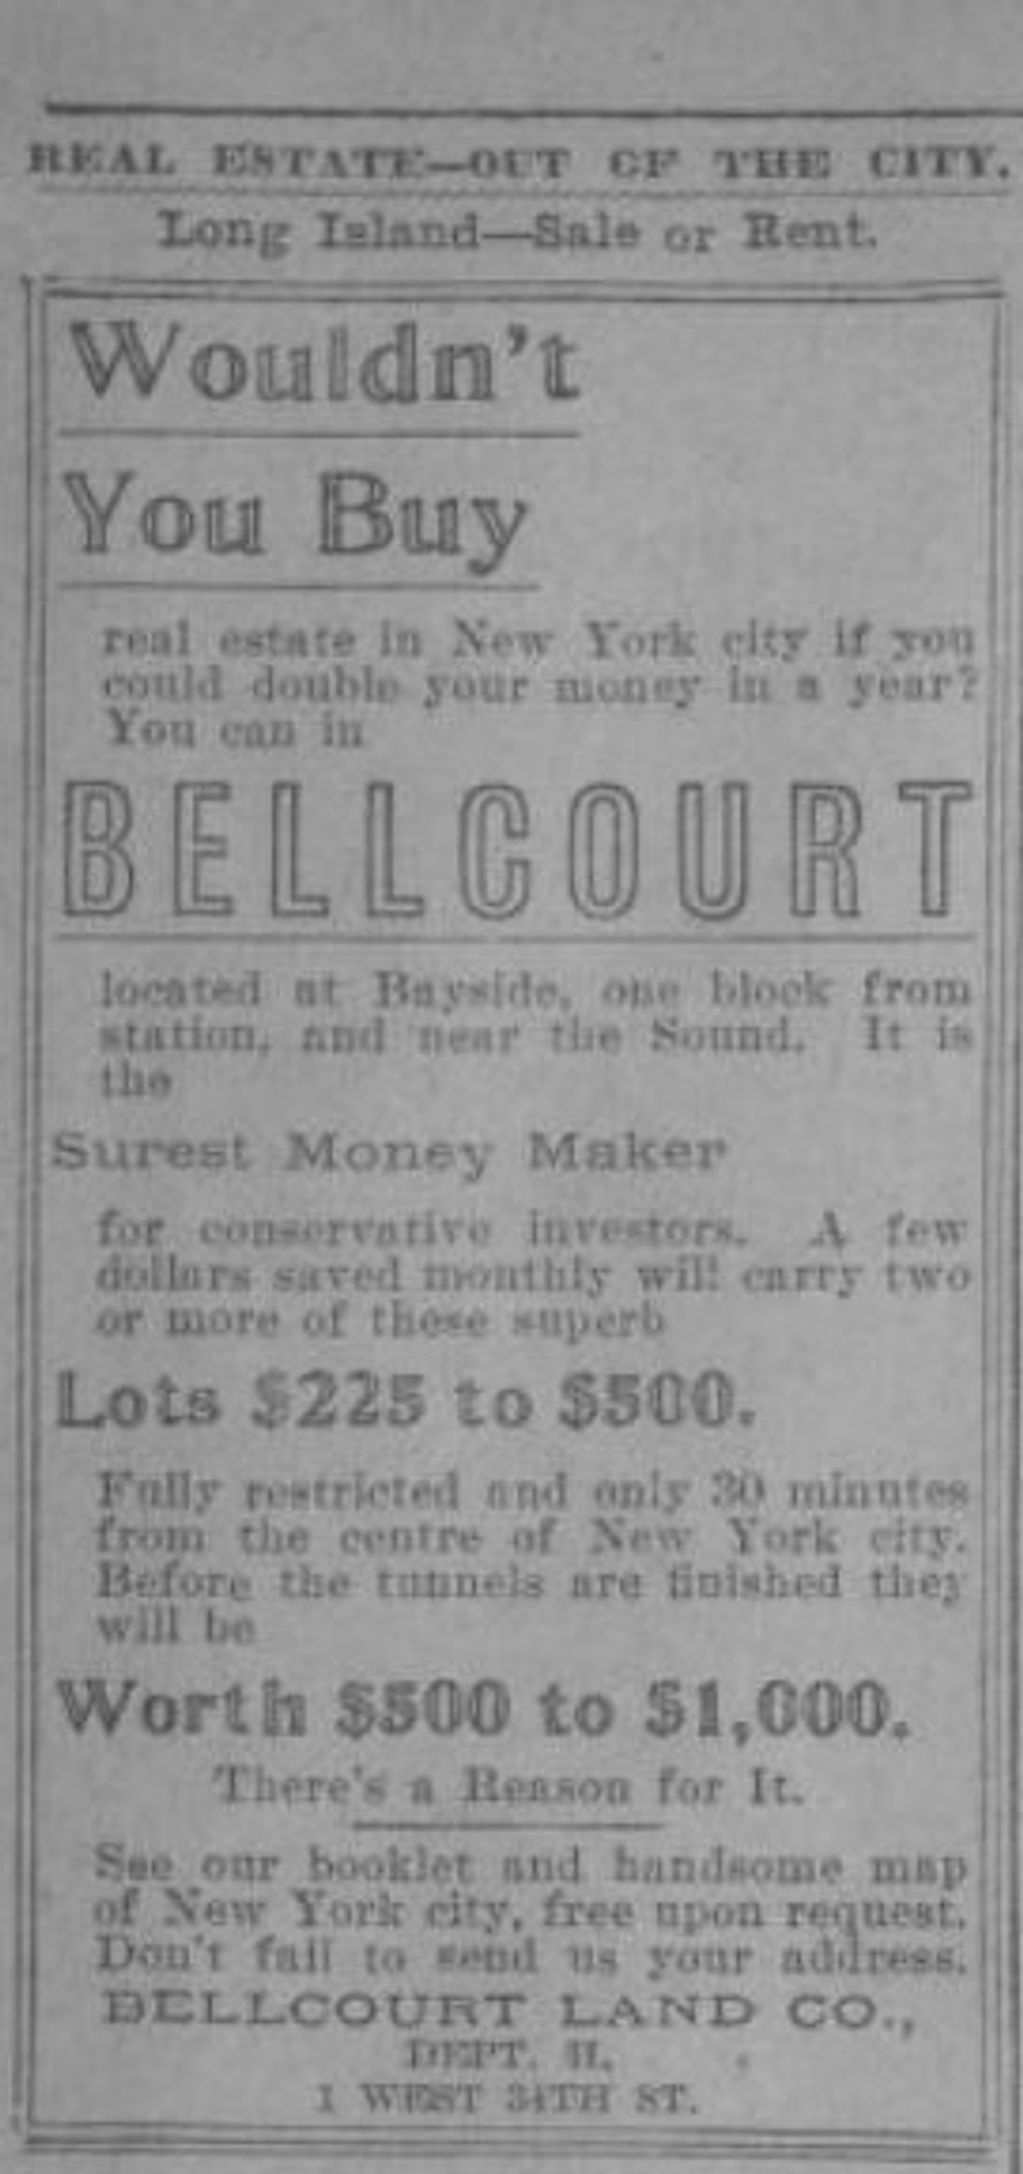 REAL ESTATE—OUT OF THE CITY.
Long Island—Sale or Rent.
Wouldn't
You Buy
real estate in New York city if you
could double your money in a year?
You can in
BELLCOURT
located at Bayside, one block from
station, and near the Sound. It is
the
Surest Money Maker
for conservative investors. A few
dollars saved monthly will carry two
or more of these superb
Lots $225 to $500.
Fully restricted and only 30 minutes
from the centre of New York city.
Before the tunnels are finished they
will be
Worth $500 to $1,000.
There's a Reason for It.
See our booklet and handsome map
of New York city, free upon request.
Don't fail to send us your address.
BELLCOURT LAND CO.,
DEPT. H.
1 WEST 34TH ST.